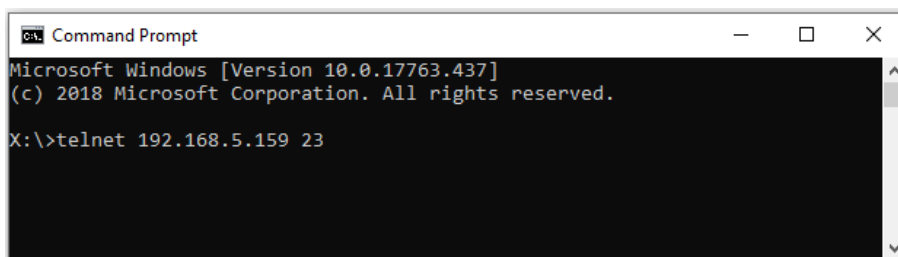 Command Prompt
Microsoft Windows [Version 10.0.17763.437]
(c) 2018 Microsoft Corporation. All rights reserved.
X:\>telnet 192.168.5.159 23